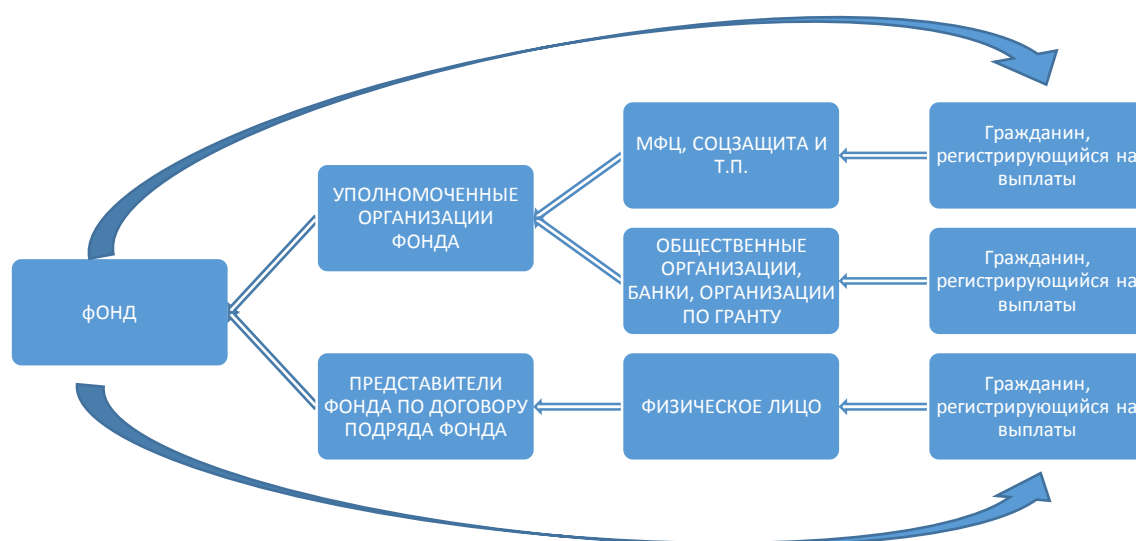 фОНД
УПОЛНОМОЧЕННЫЕ
ОРГАНИЗАЦИИ
ФОНДА
МФЦ, СОЦЗАЩИТА И
Т.П.
ОБЩЕСТВЕННЫЕ
ОРГАНИЗАЦИИ,
БАНКИ, ОРГАНИЗАЦИИ
ПО ГРАНТУ
ПРЕДСТАВИТЕЛИ
ФОНДА ПО ДОГОВОРУ
ПОДРЯДА ФОНДА
ФИЗИЧЕСКОЕ ЛИЦО
Гражданин,
регистрирующийся на
выплаты
Гражданин,
регистрирующийся на
выплаты
Гражданин,
регистрирующийся на
выплаты